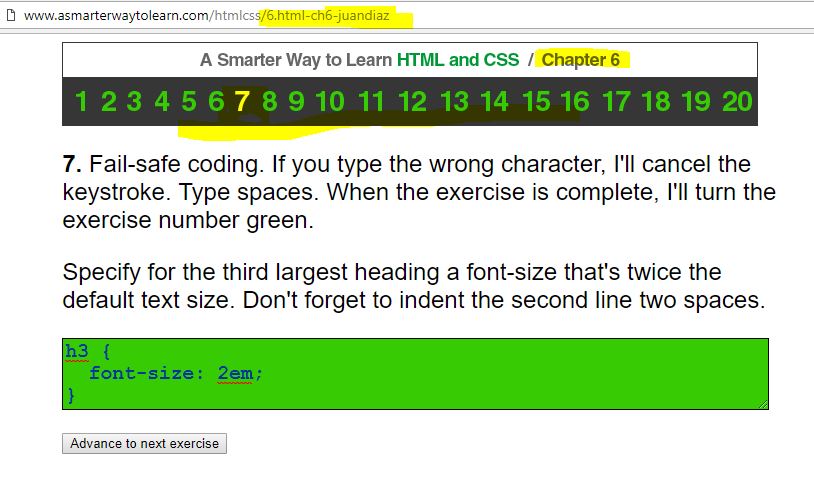 www.asmarterwaytolearn.com/htmlcss/6.html-ch6-juandiaz
A Smarter Way to Learn HTML and CSS / Chapter 6
1 2 3 4 5 6 7 8 9 10 11 12 13 14 15 16 17 18 19 20
7. Fail-safe coding. If you type the wrong character, I'll cancel the
keystroke. Type spaces. When the exercise is complete, I'll turn the
exercise number green.
Specify for the third largest heading a font-size that's twice the
default text size. Don't forget to indent the second line two spaces.
h3 {
  font-size: 2em;
}
Advance to next exercise